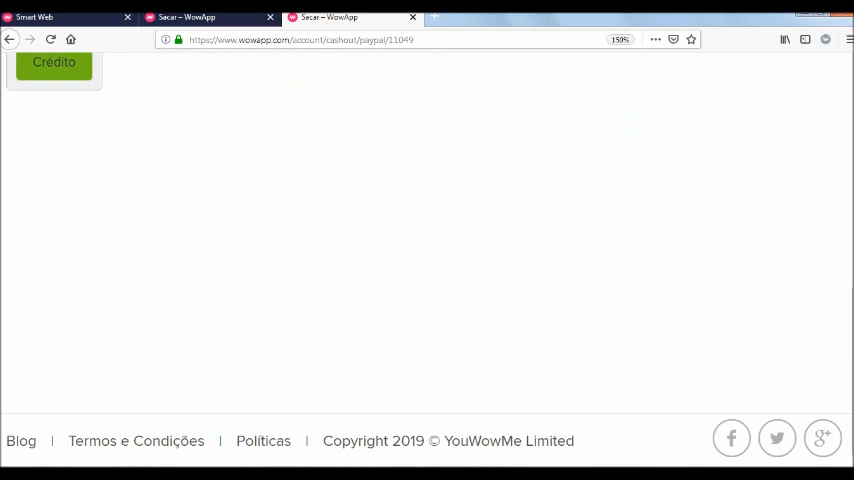 Smart Web
Sacar – WowApp
Sacar – WowApp
https://www.wowapp.com/account/cashout/paypal/11049
150%
Crédito
Blog | Termos e Condições | Políticas | Copyright 2019 © YouWowMe Limited